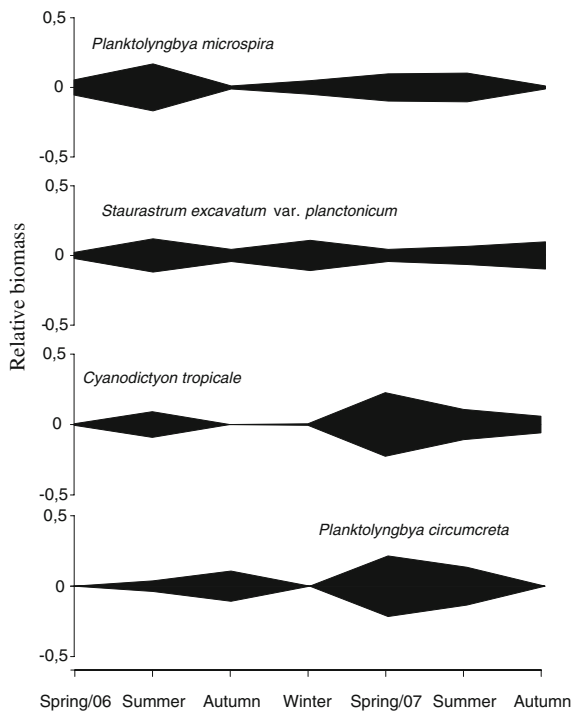 0,5
Planktolyngbya microspira
0
-0,5
0,5
Staurastrum excavatum var. planctonicum
0
-0,5
Relative biomass
0,5
Cyanodictyon tropicale
0
-0,5
0,5
Planktolyngbya circumcreta
0
-0,5
Spring/06 Summer Autumn Winter Spring/07 Summer Autumn